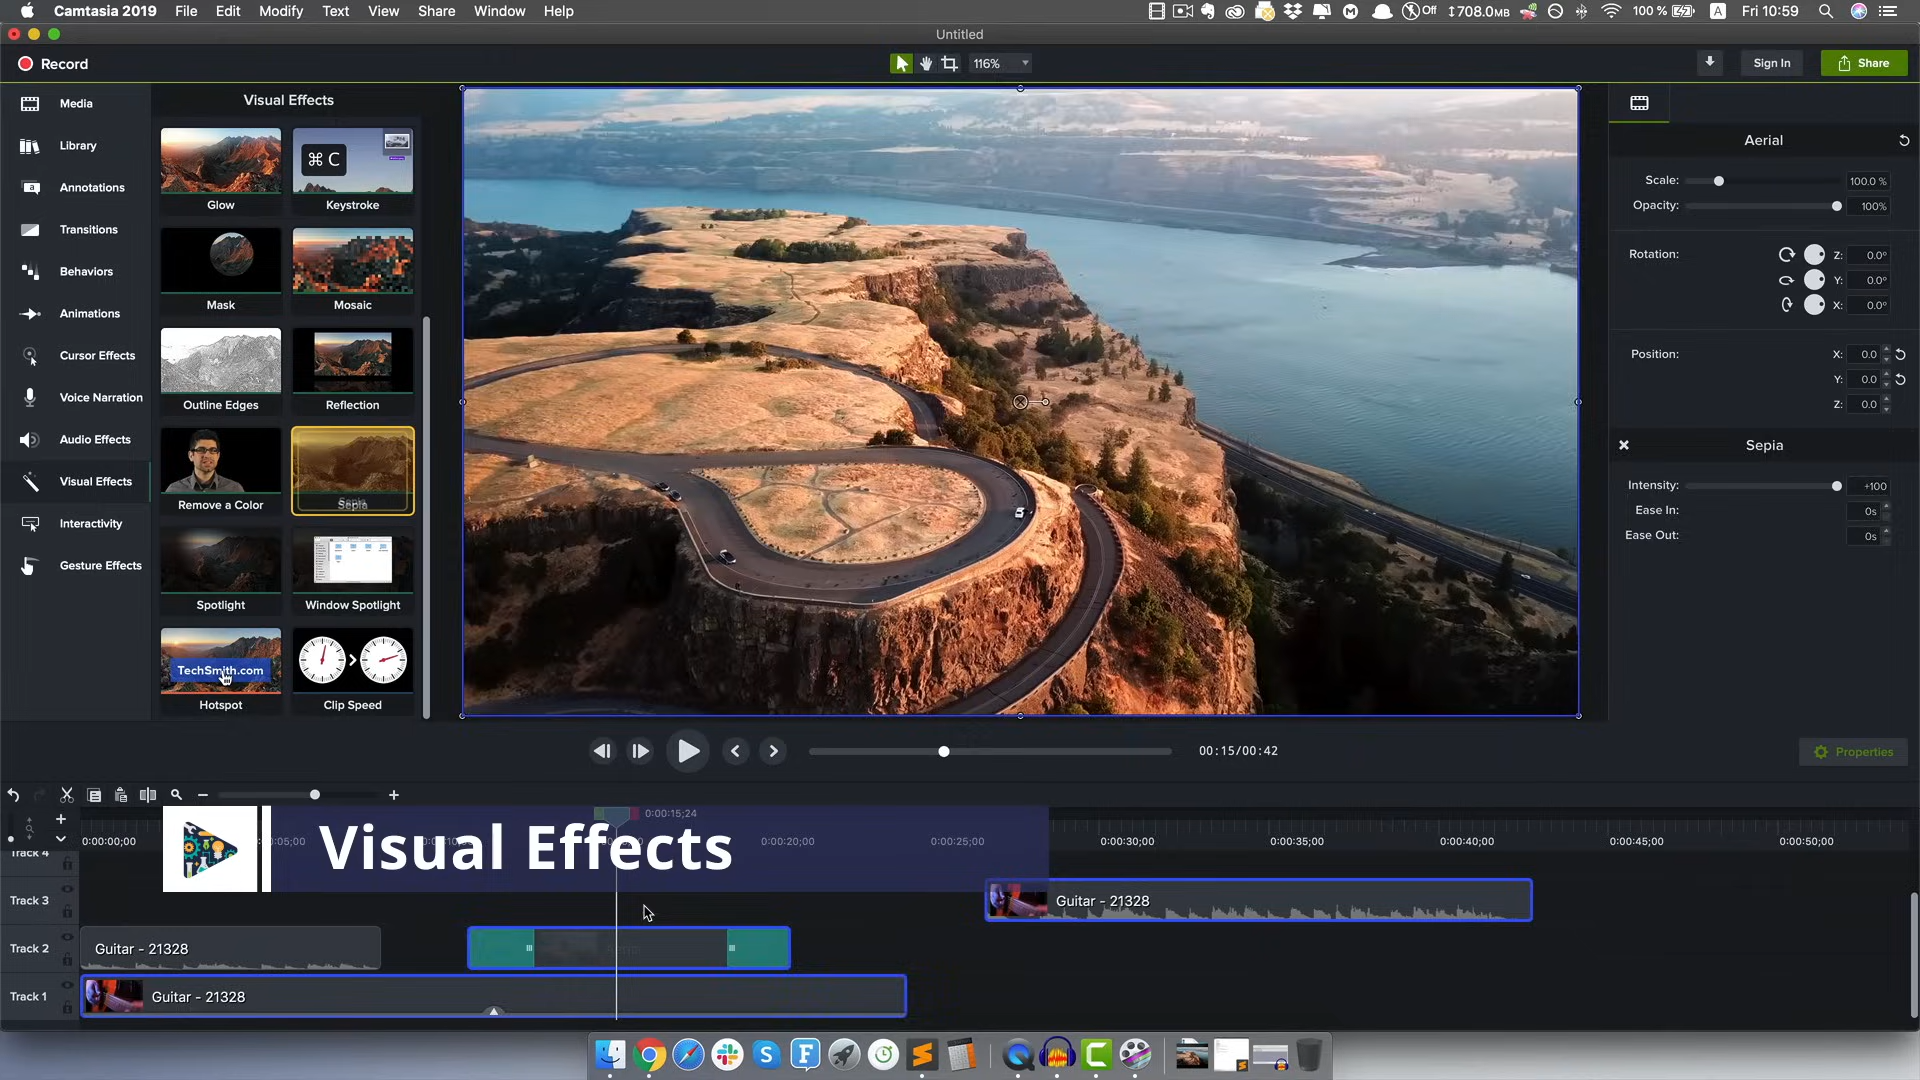 Camtasia 2019 File Edit Modify Text View Share Window Help
Off 708.0MB 100 % A Fri 10:59
Untitled
Record 116% Sign In Share
Media
Library
Annotations
Transitions
Behaviors
Animations
Cursor Effects
Voice Narration
Audio Effects
Visual Effects
Interactivity
Gesture Effects
Visual Effects
⌘ C
Glow Keystroke
Mask Mosaic
Outline Edges Reflection
Remove a Color Sepia
Spotlight Window Spotlight
TechSmith.com
Hotspot Clip Speed
Aerial
Scale: 100.0 %
Opacity: 100%
Rotation: Z: 0.0º
Y: 0.0º
X: 0.0º
Position: X: 0.0
Y: 0.0
Z: 0.0
Sepia
Intensity: +100
Ease In: 0s
Ease Out: 0s
00:15/00:42
Properties
0:00:15;24
0:00:00;00 0:00:20;00 0:00:25;00 0:00:30;00 0:00:35;00 0:00:40;00 0:00:45;00 0:00:50;00
Visual Effects
Track 4
Track 3 Guitar - 21328
Track 2 Guitar - 21328
Track 1 Guitar - 21328